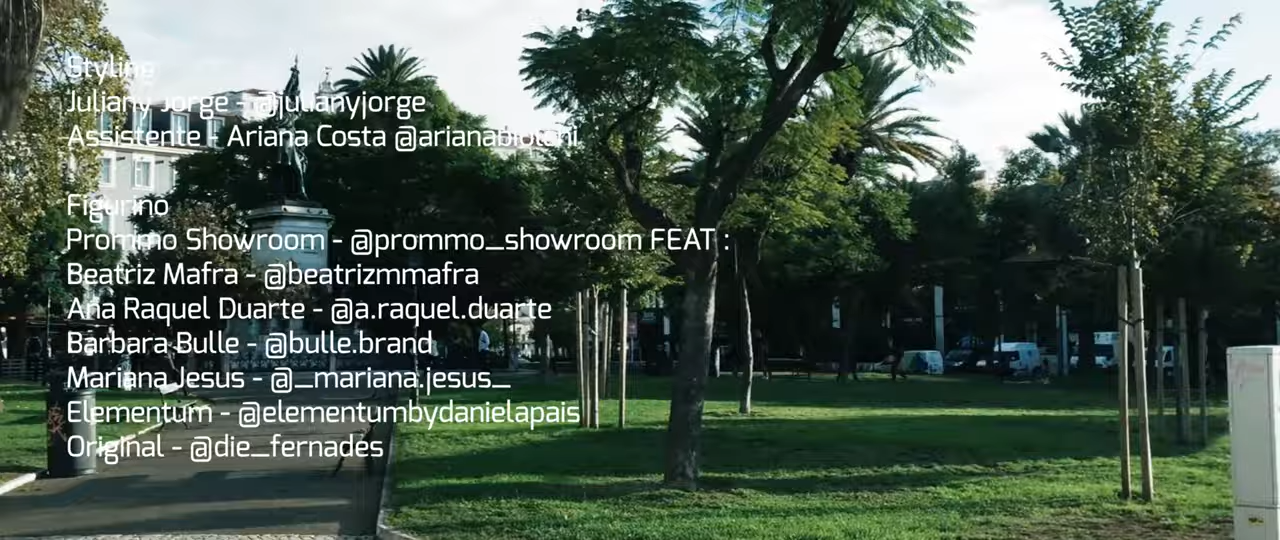 Styling
Juliany Jorge - @julianyjorge
Assistente - Ariana Costa
Figurino
Prommo Showroom - @prommo_showroom FEAT :
Beatriz Mafra - @beatrizmmafra
Ana Raquel Duarte - @a.raquel.duarte
Barbara Bulle - @bulle.brand
Mariana Jesus - @_mariana.jesus_
Elementum - @elementumbydanielapais
Original - @die_fernades